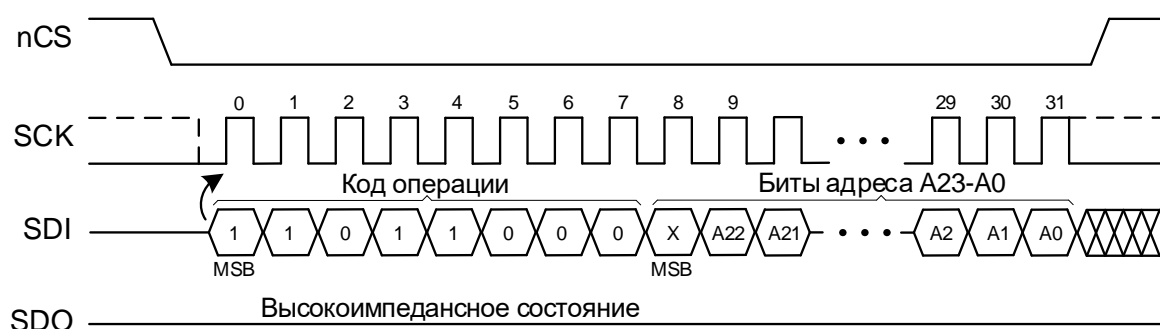 nCS
0 1 2 3 4 5 6 7 8 9 29 30 31
SCK
Код операции Биты адреса A23-A0
SDI 1 1 0 1 1 0 0 0 X A22 A21 A2 A1 A0
MSB MSB
Высокоимпедансное состояние
SDO